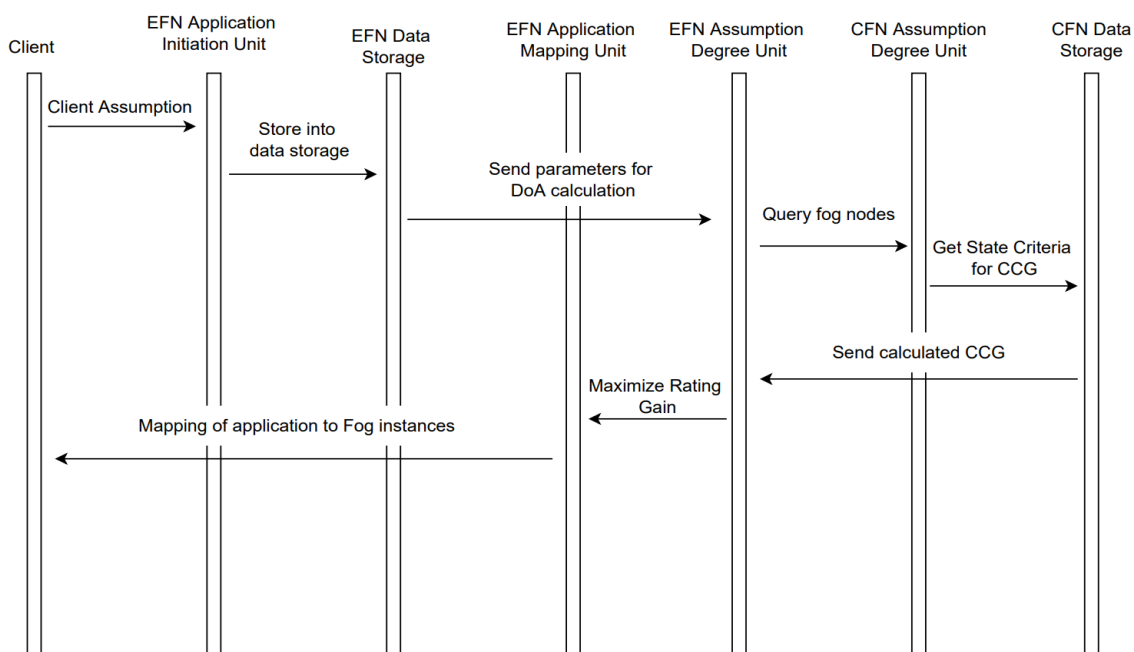 Client
EFN Application
Initiation Unit
EFN Data
Storage
EFN Application
Mapping Unit
EFN Assumption
Degree Unit
CFN Assumption
Degree Unit
CFN Data
Storage
Client Assumption
Store into
data storage
Send parameters for
DoA calculation
Query fog nodes
Get State Criteria
for CCG
Send calculated CCG
Maximize Rating
Gain
Mapping of application to Fog instances